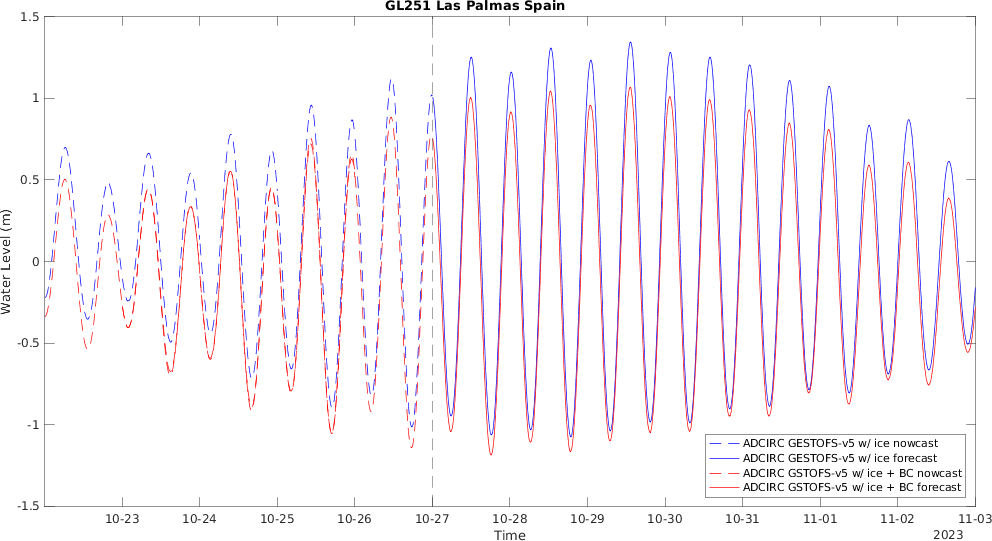 GL251 Las Palmas Spain
1.5
1
0.5
0
-0.5
-1
-1.5
Water Level (m)
10-23 10-24 10-25 10-26 10-27 10-28 10-29 10-30 10-31 11-01 11-02 11-03
Time
2023
ADCIRC GESTOFS-v5 w/ ice nowcast
ADCIRC GESTOFS-v5 w/ ice forecast
ADCIRC GSTOFS-v5 w/ ice + BC nowcast
ADCIRC GSTOFS-v5 w/ ice + BC forecast